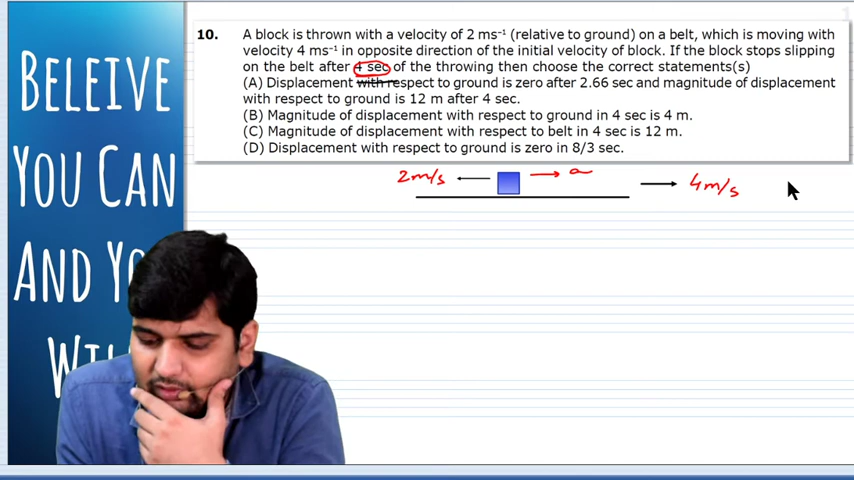 BELEIVE
YOU CAN
AND
10. A block is thrown with a velocity of 2 ms⁻¹ (relative to ground) on a belt, which is moving with
velocity 4 ms⁻¹ in opposite direction of the initial velocity of block. If the block stops slipping
on the belt after 4 sec of the throwing then choose the correct statements(s)
(A) Displacement with respect to ground is zero after 2.66 sec and magnitude of displacement
with respect to ground is 12 m after 4 sec.
(B) Magnitude of displacement with respect to ground in 4 sec is 4 m.
(C) Magnitude of displacement with respect to belt in 4 sec is 12 m.
(D) Displacement with respect to ground is zero in 8/3 sec.
2m/s a 4m/s